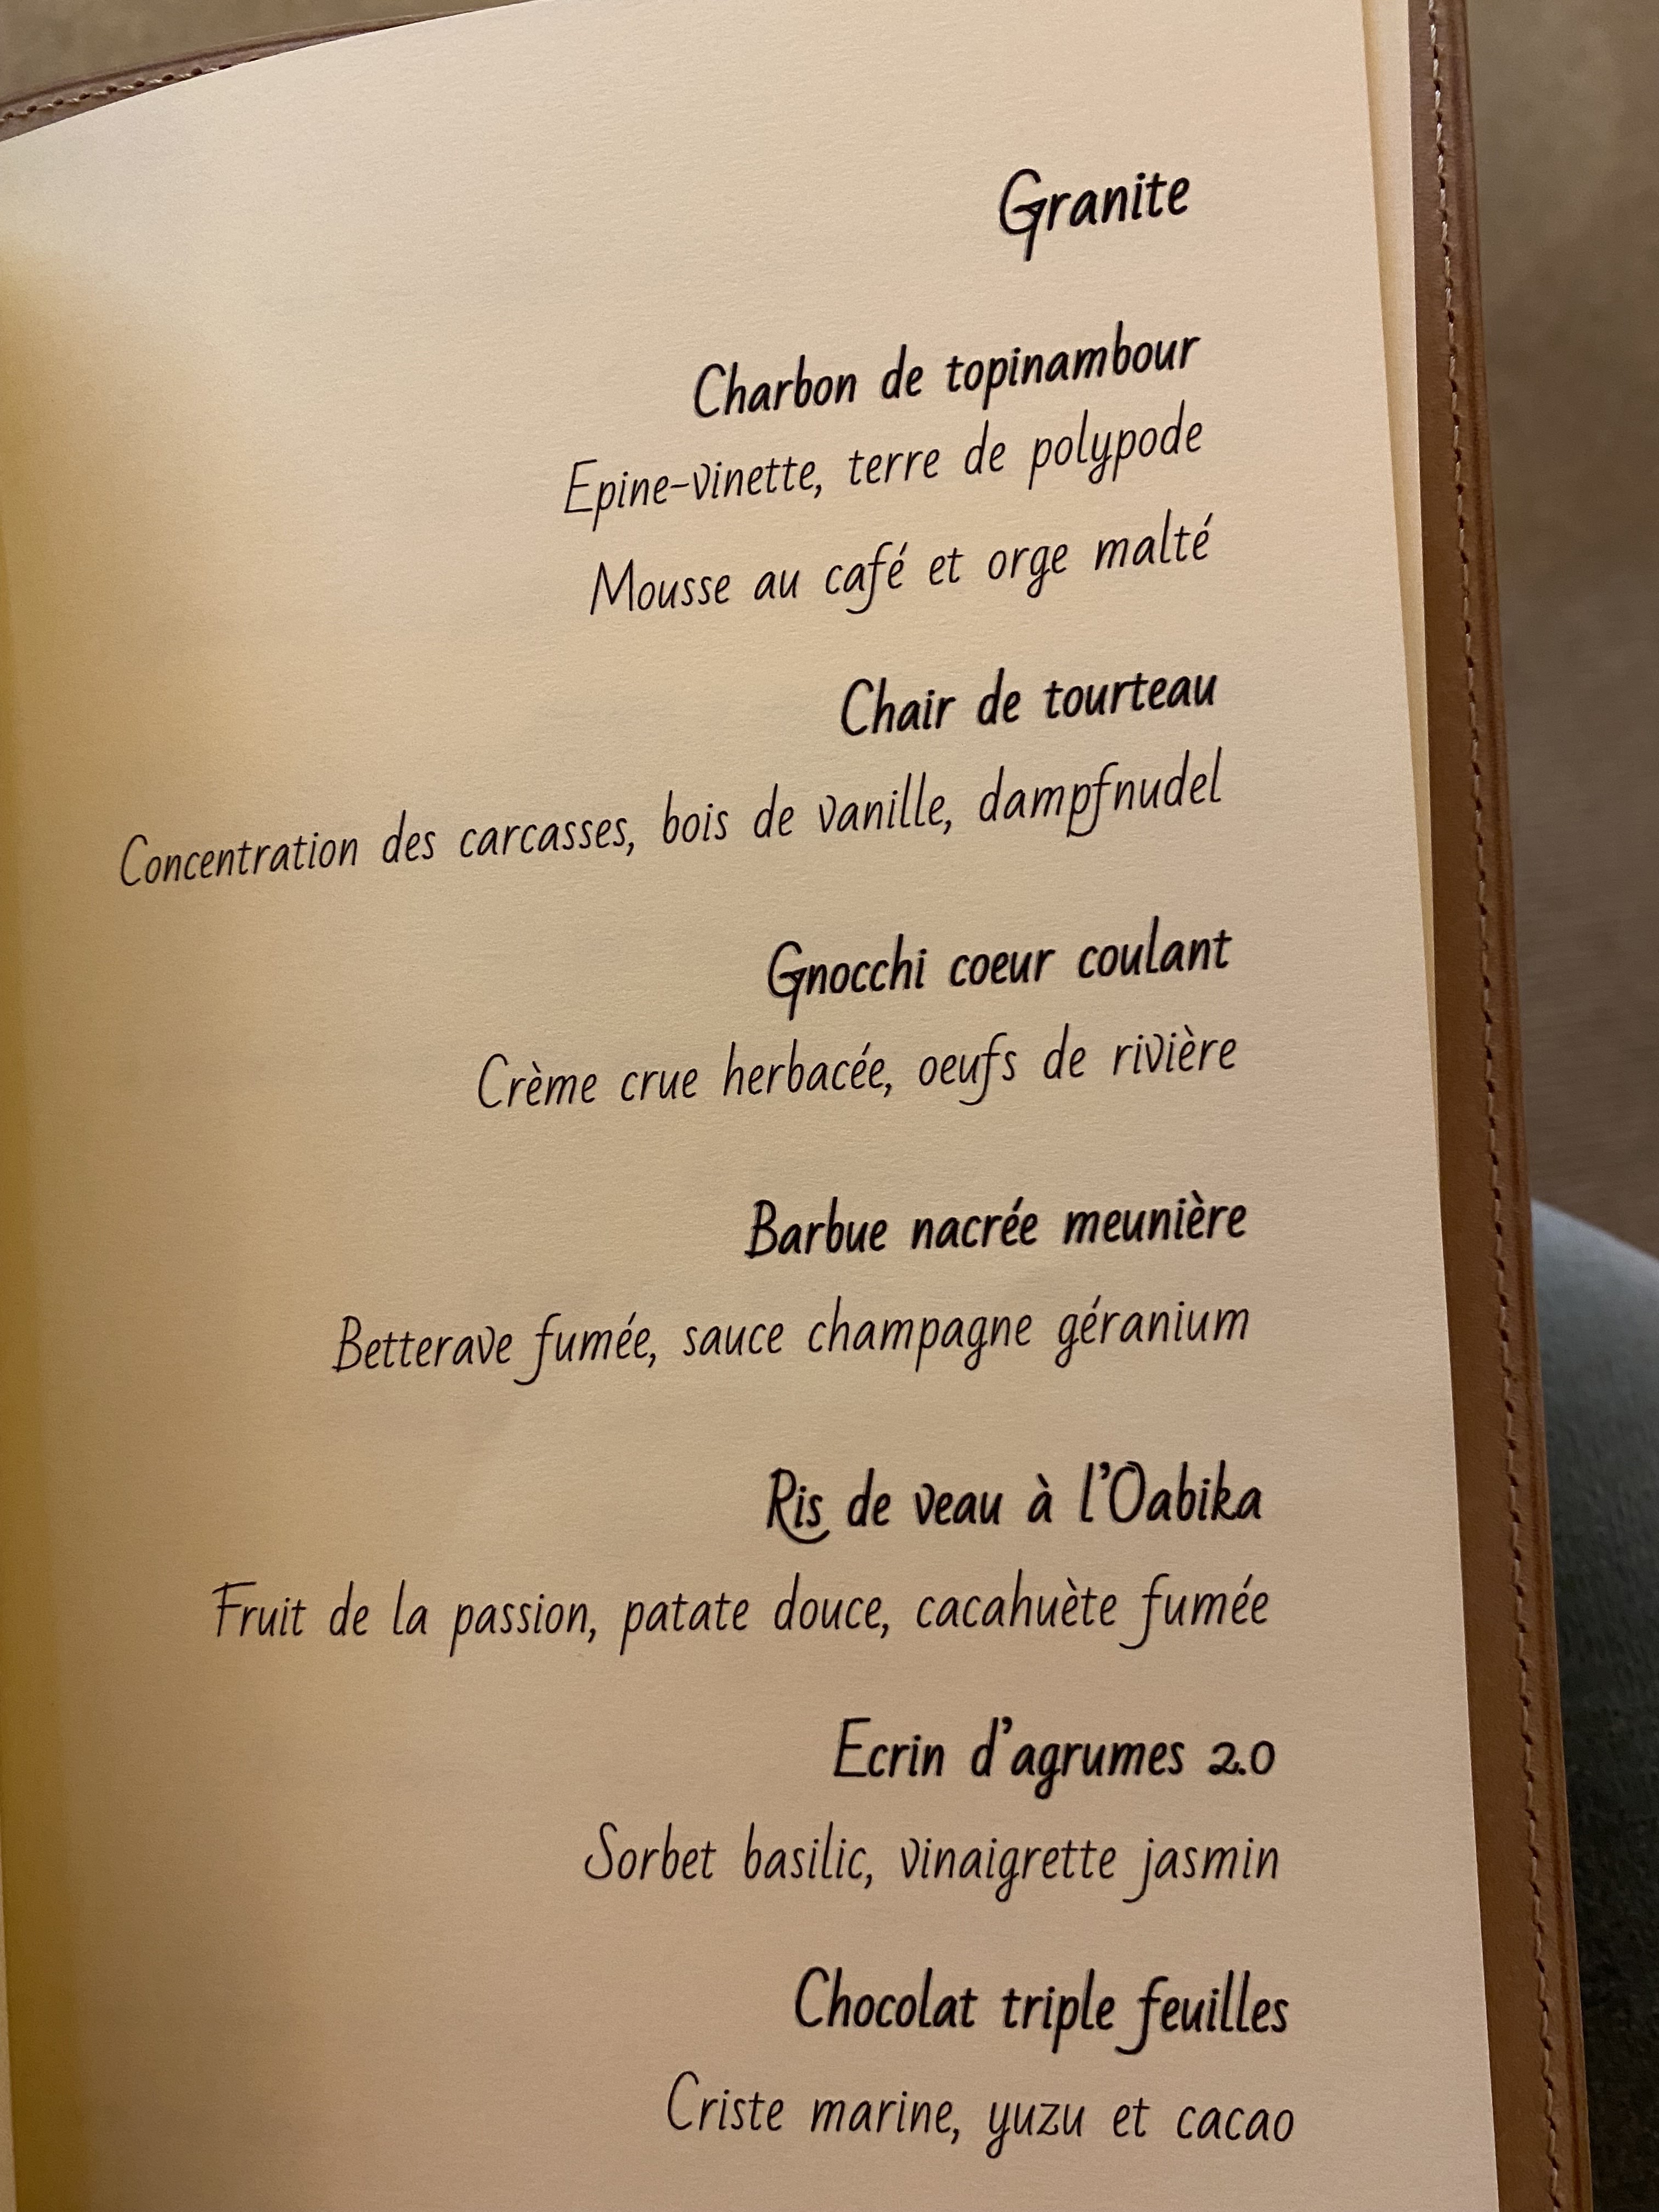 Granite
Charbon de topinambour
Epine-vinette, terre de polypode
Mousse au café et orge malté
Chair de tourteau
Concentration des carcasses, bois de vanille, dampfnudel
Gnocchi coeur coulant
Crème crue herbacée, oeufs de rivière
Barbue nacrée meunière
Betterave fumée, sauce champagne géranium
Ris de veau à l'Oabika
Fruit de la passion, patate douce, cacahuète fumée
Ecrin d'agrumes 2.0
Sorbet basilic, vinaigrette jasmin
Chocolat triple feuilles
Criste marine, yuzu et cacao